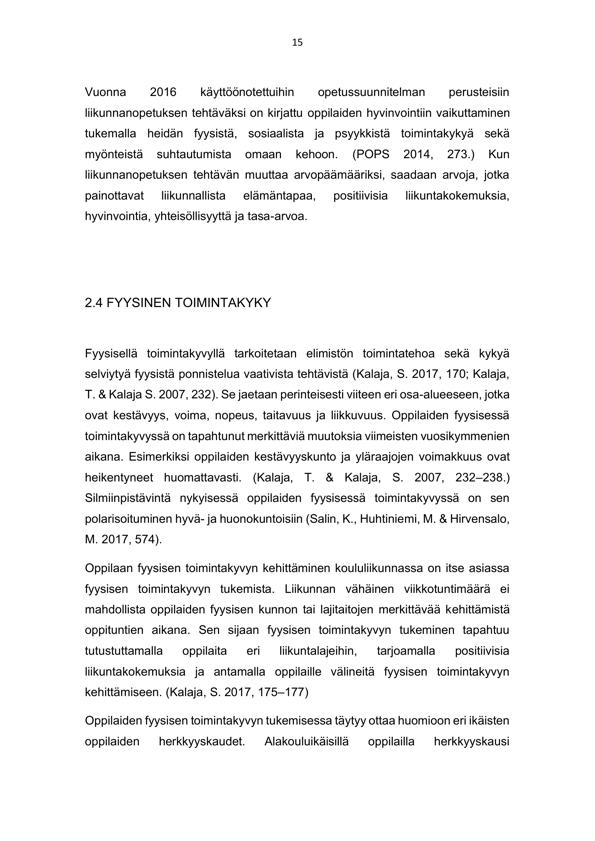 15
Vuonna 2016 käyttöönotettuihin opetussuunnitelman perusteisiin
liikunnanopetuksen tehtäväksi on kirjattu oppilaiden hyvinvointiin vaikuttaminen
tukemalla heidän fyysistä, sosiaalista ja psyykkistä toimintakykyä sekä
myönteistä suhtautumista omaan kehoon. (POPS 2014, 273.) Kun
liikunnanopetuksen tehtävän muuttaa arvopäämääriksi, saadaan arvoja, jotka
painottavat liikunnallista elämäntapaa, positiivisia liikuntakokemuksia,
hyvinvointia, yhteisöllisyyttä ja tasa-arvoa.
2.4 FYYSINEN TOIMINTAKYKY
Fyysisellä toimintakyvyllä tarkoitetaan elimistön toimintatehoa sekä kykyä
selviytyä fyysistä ponnistelua vaativista tehtävistä (Kalaja, S. 2017, 170; Kalaja,
T. & Kalaja S. 2007, 232). Se jaetaan perinteisesti viiteen eri osa-alueeseen, jotka
ovat kestävyys, voima, nopeus, taitavuus ja liikkuvuus. Oppilaiden fyysisessä
toimintakyvyssä on tapahtunut merkittäviä muutoksia viimeisten vuosikymmenien
aikana. Esimerkiksi oppilaiden kestävyyskunto ja yläraajojen voimakkuus ovat
heikentyneet huomattavasti. (Kalaja, T. & Kalaja, S. 2007, 232–238.)
Silmiinpistävintä nykyisessä oppilaiden fyysisessä toimintakyvyssä on sen
polarisoituminen hyvä- ja huonokuntoisiin (Salin, K., Huhtiniemi, M. & Hirvensalo,
M. 2017, 574).
Oppilaan fyysisen toimintakyvyn kehittäminen koululiikunnassa on itse asiassa
fyysisen toimintakyvyn tukemista. Liikunnan vähäinen viikkotuntimäärä ei
mahdollista oppilaiden fyysisen kunnon tai lajitaitojen merkittävää kehittämistä
oppituntien aikana. Sen sijaan fyysisen toimintakyvyn tukeminen tapahtuu
tutustuttamalla oppilaita eri liikuntalajeihin, tarjoamalla positiivisia
liikuntakokemuksia ja antamalla oppilaille välineitä fyysisen toimintakyvyn
kehittämiseen. (Kalaja, S. 2017, 175–177)
Oppilaiden fyysisen toimintakyvyn tukemisessa täytyy ottaa huomioon eri ikäisten
oppilaiden herkkyyskaudet. Alakouluikäisillä oppilailla herkkyyskausi